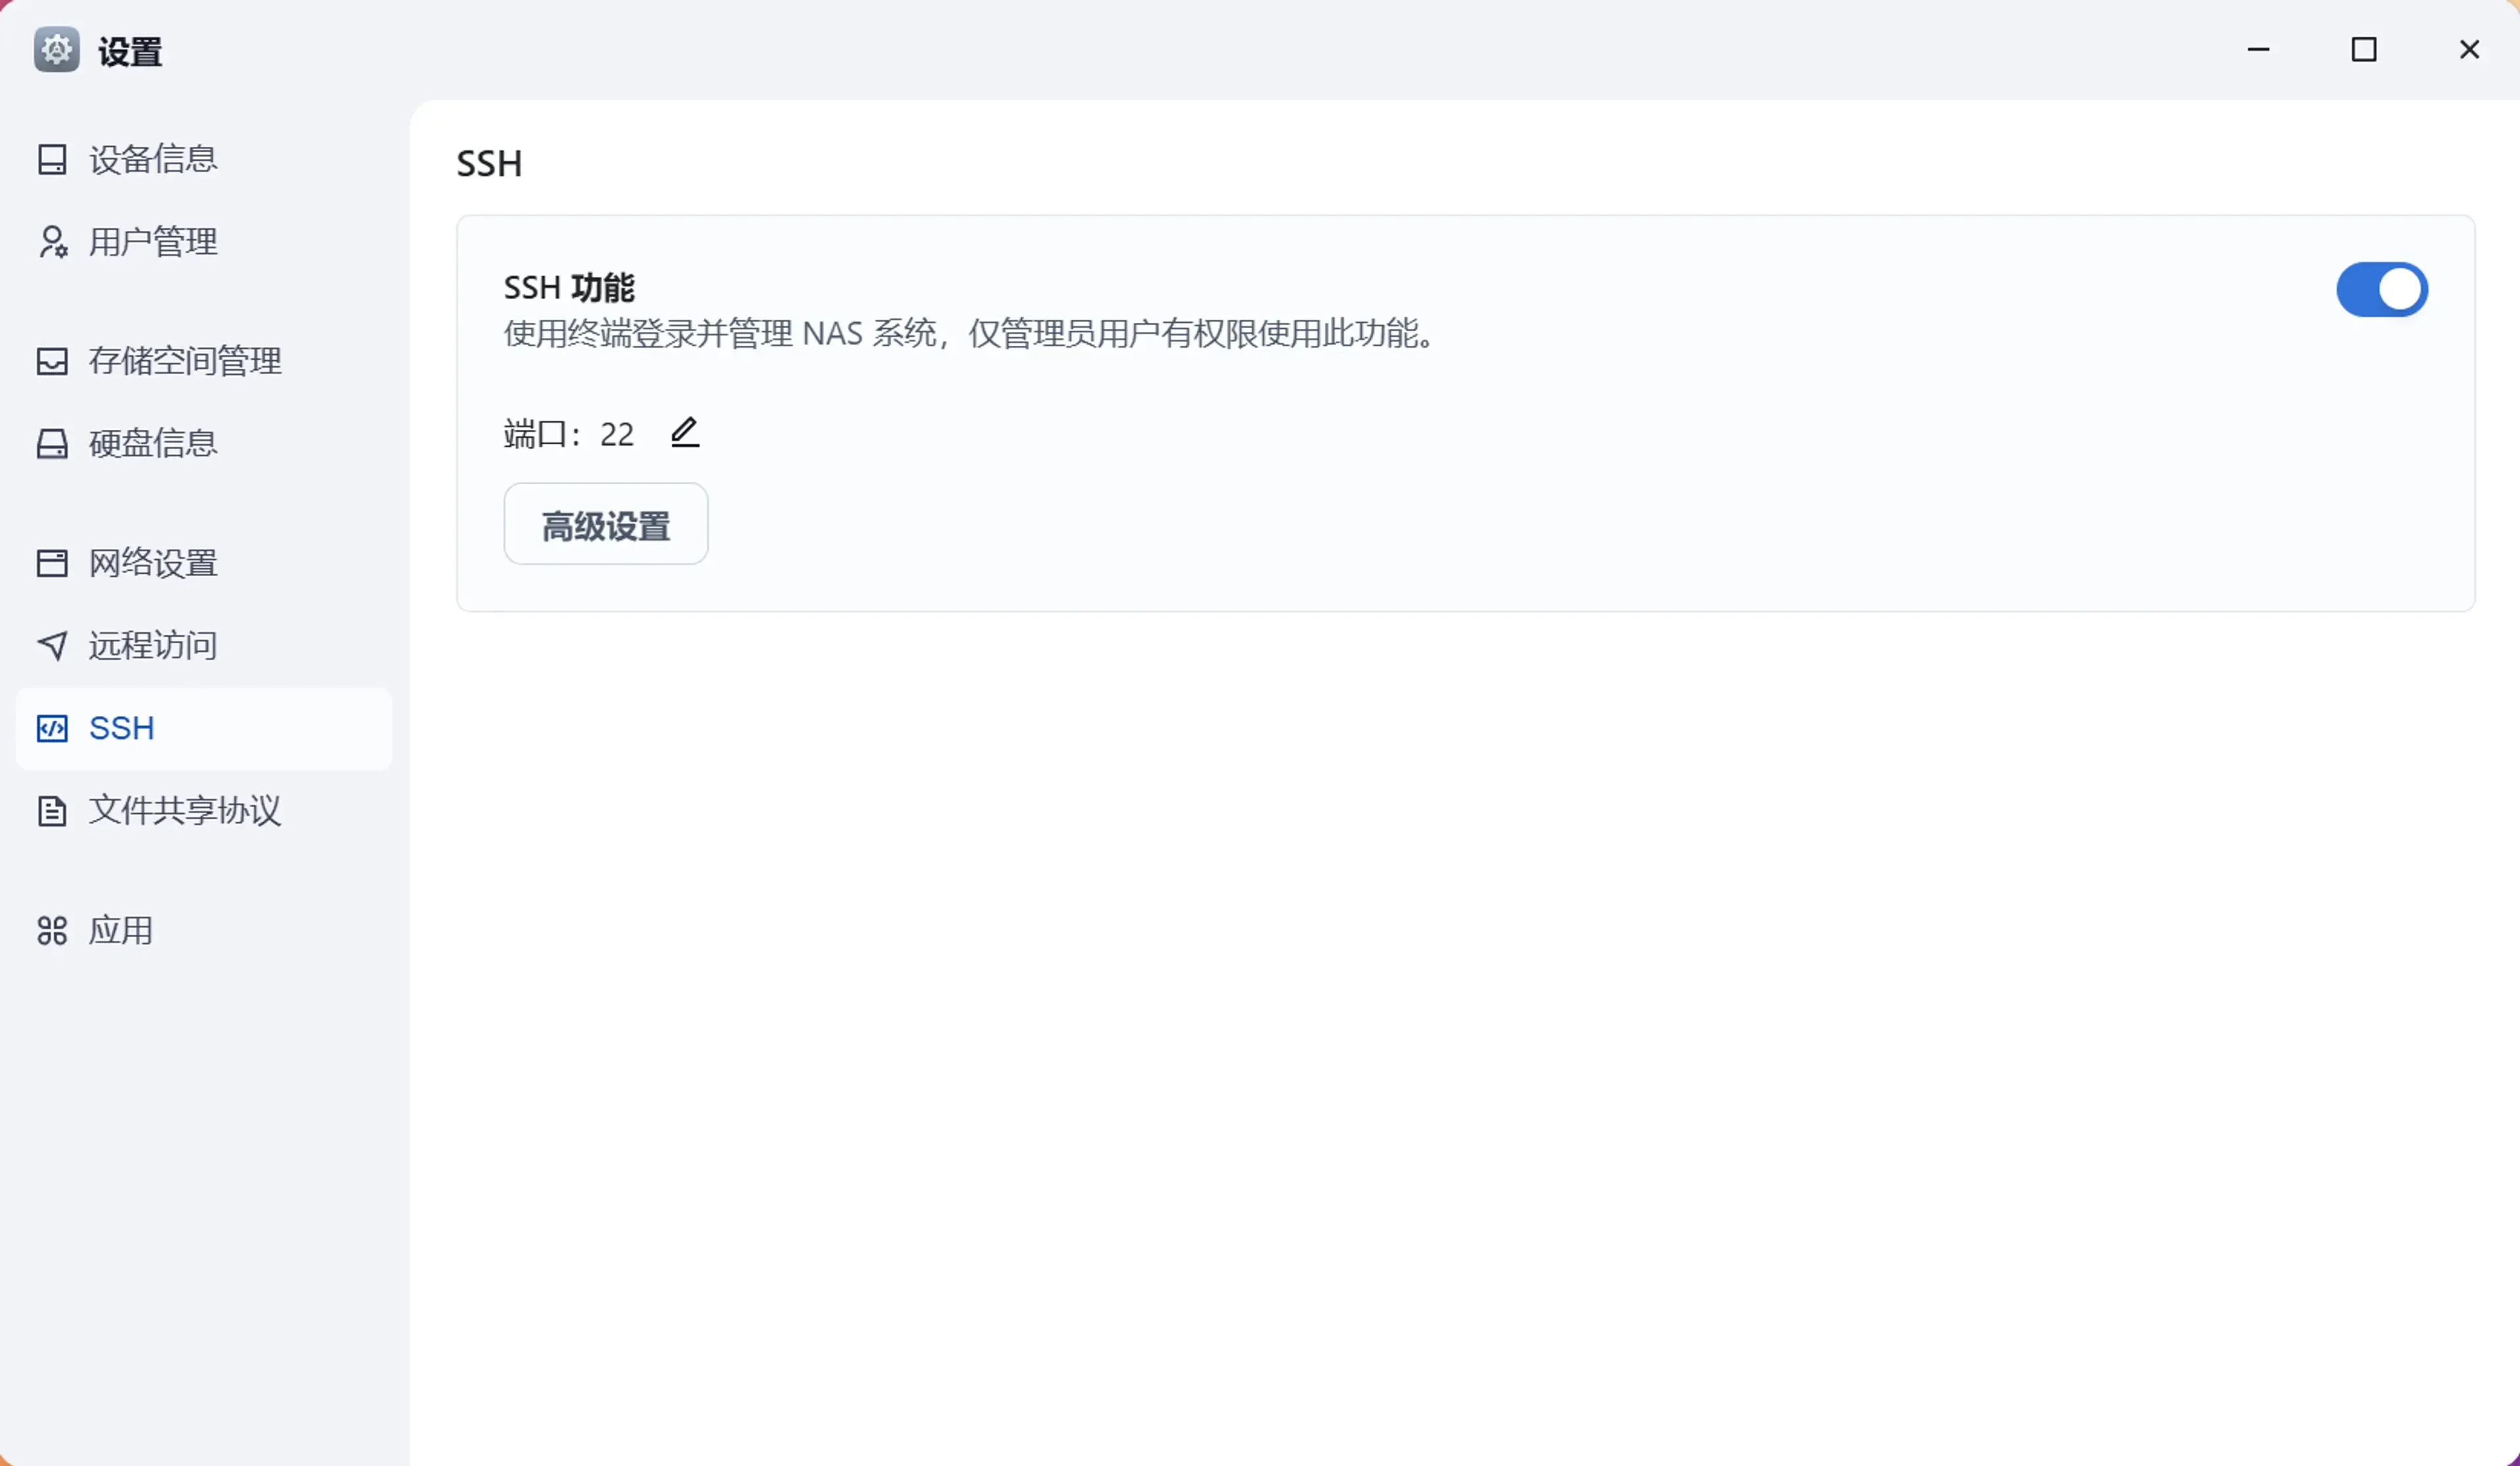 设置
设备信息
用户管理
存储空间管理
硬盘信息
网络设置
远程访问
SSH
文件共享协议
应用
SSH
SSH 功能
使用终端登录并管理 NAS 系统，仅管理员用户有权限使用此功能。
端口：22
高级设置